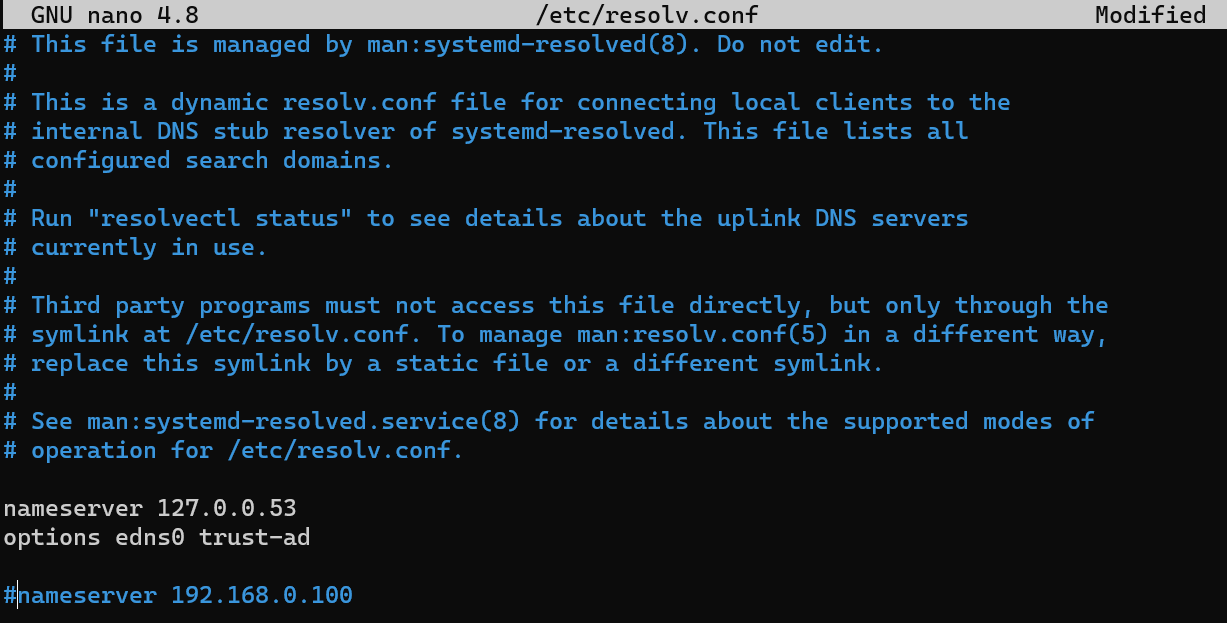 GNU nano 4.8 /etc/resolv.conf Modified
# This file is managed by man:systemd-resolved(8). Do not edit.
#
# This is a dynamic resolv.conf file for connecting local clients to the
# internal DNS stub resolver of systemd-resolved. This file lists all
# configured search domains.
#
# Run "resolvectl status" to see details about the uplink DNS servers
# currently in use.
#
# Third party programs must not access this file directly, but only through the
# symlink at /etc/resolv.conf. To manage man:resolv.conf(5) in a different way,
# replace this symlink by a static file or a different symlink.
#
# See man:systemd-resolved.service(8) for details about the supported modes of
# operation for /etc/resolv.conf.
nameserver 127.0.0.53
options edns0 trust-ad
#nameserver 192.168.0.100